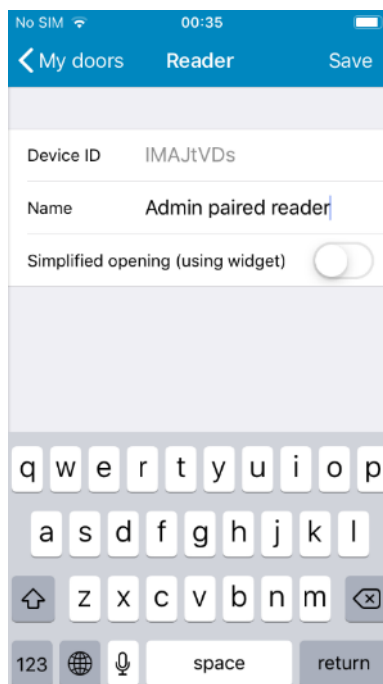 No SIM 00:35
My doors Reader Save
Device ID IMAJtVDs
Name Admin paired reader
Simplified opening (using widget)
q w e r t y u i o p
a s d f g h j k l
z x c v b n m
123 space return